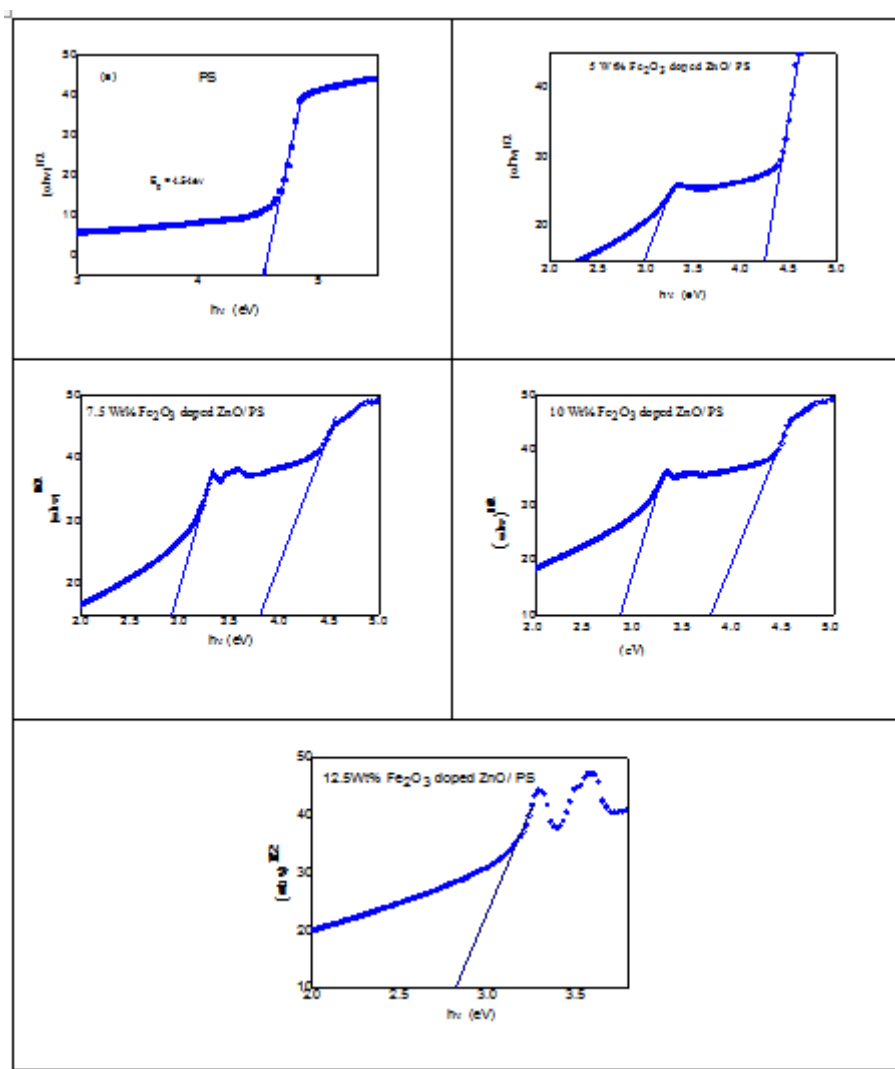 (a) PS
50
40
30
20
10
0
3 4 5
hν (eV)
5 Wt% Fe2O3 doped ZnO/ PS
(αhν)1/2
40
30
20
2.0 2.5 3.0 3.5 4.0 4.5 5.0
hν (eV)
7.5 Wt% Fe2O3 doped ZnO/ PS
50
40
30
20
2.0 2.5 3.0 3.5 4.0 4.5 5.0
hν (eV)
10 Wt% Fe2O3 doped ZnO/ PS
(αhν)1/2
50
40
30
20
10
2.0 2.5 3.0 3.5 4.0 4.5 5.0
(eV)
12.5Wt% Fe2O3 doped ZnO/ PS
(αhν)1/2
50
40
30
20
10
2.0 2.5 3.0 3.5
hν (eV)